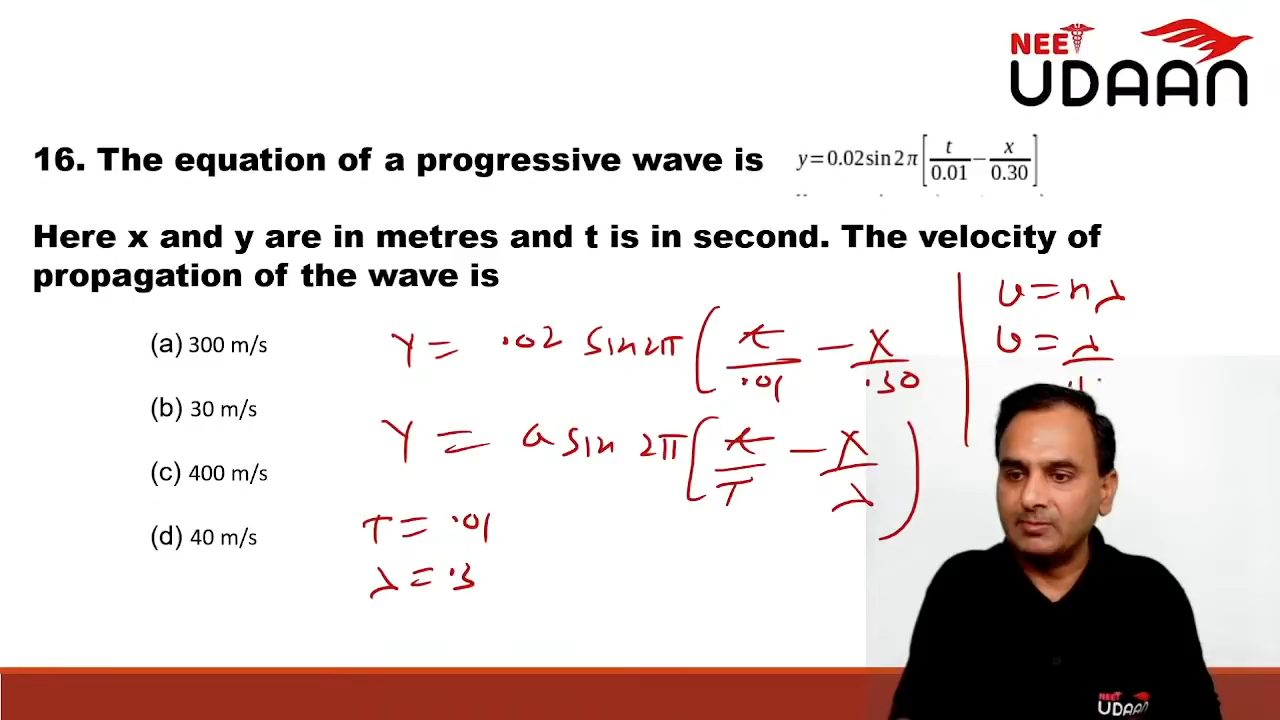 NEET
UDAAN
16. The equation of a progressive wave is y=0.02sin2π[t/0.01−x/0.30]
Here x and y are in metres and t is in second. The velocity of
propagation of the wave is
(a) 300 m/s
(b) 30 m/s
(c) 400 m/s
(d) 40 m/s
Y = .02 sin2π(t/.01 − x/.30
Y = a sin 2π(t/T − x/λ)
T = .01
λ = .3
v = nλ
v = λ
NEET
UDAAN